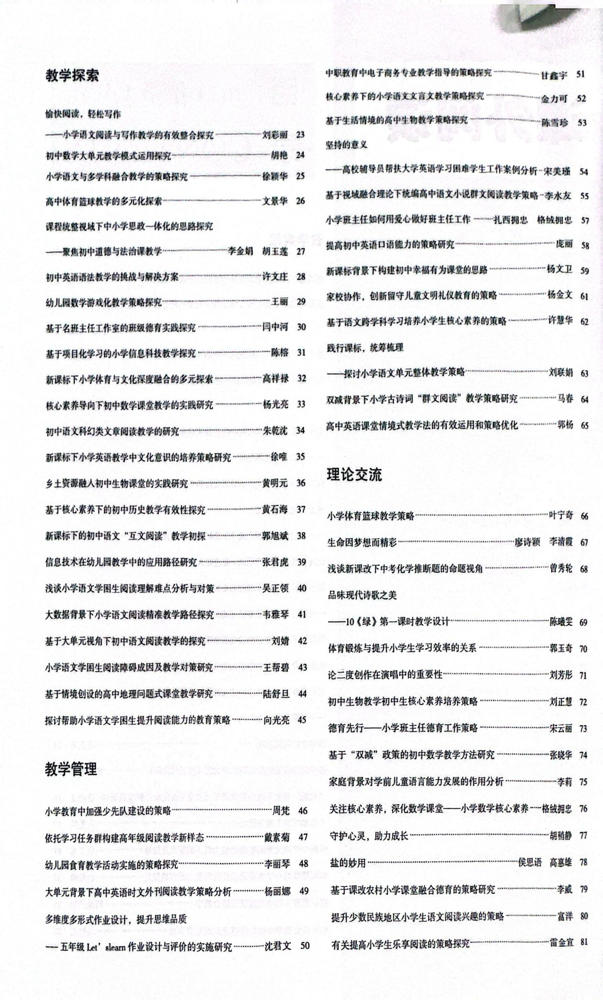 教学探索
愉快阅读，轻松写作
——小学语文阅读与写作教学的有效整合探究 刘彩丽 23
初中数学大单元教学模式运用探究 胡艳 24
小学语文与多学科融合教学的策略探究 徐颖华 25
高中体育篮球教学的多元化探索 文景华 26
课程统整视域下中小学思政一体化的思路探究
——聚焦初中道德与法治课教学 李金娟 胡玉莲 27
初中英语语法教学的挑战与解决方案 许文庄 28
幼儿园数学游戏化教学策略探究 王丽 29
基于名班主任工作室的班级德育实践探究 闫中河 30
基于项目化学习的小学信息科技教学探究 陈榕 31
新课标下小学体育与文化深度融合的多元探索 高祥禄 32
核心素养导向下初中数学课堂教学的实践研究 杨光亮 33
初中语文科幻类文章阅读教学的研究 朱乾沈 34
新课标下小学英语教学中文化意识的培养策略研究 徐唯 35
乡土资源融人初中生物课堂的实践研究 黄明元 36
基于核心素养下的初中历史教学有效性探究 黄石海 37
新课标下的初中语文“互文阅读”教学初探 郭旭斌 38
信息技术在幼儿园教学中的应用路径研究 张君虎 39
浅谈小学语文学困生阅读理解难点分析与对策 吴正领 40
大数据背景下小学语文阅读精准教学路径探究 韦雅琴 41
基于大单元视角下初中语文阅读教学的探究 刘婧 42
小学语文学困生阅读障碍成因及教学对策研究 王帮碧 43
基于情境创设的高中地理问题式课堂教学研究 陆舒旦 44
探讨帮助小学语文学困生提升阅读能力的教育策略 向光亮 45
教学管理
小学教育中加强少先队建设的策略 周梵 46
依托学习任务群构建高年级阅读教学新样态 戴素菊 47
幼儿园食育教学活动实施的策略探究 李丽琴 48
大单元背景下高中英语时文外刊阅读教学策略分析 杨丽娜 49
多维度多形式作业设计，提升思维品质
——五年级 Let’ slearn 作业设计与评价的实施研究 沈君文 50
中职教育中电子商务专业教学指导的策略探究 甘鑫宇 51
核心素养下的小学语文文言文教学策略探究 金力可 52
基于生活情境的高中生物教学策略探究 陈雪珍 53
坚持的意义
——高校辅导员帮扶大学英语学习困难学生工作案例分析 宋美瑾 54
基于视域融合理论下统编高中语文小说群文阅读教学策略 李水友 55
小学班主任如何用爱心做好班主任工作 扎西拥忠 格绒拥忠 57
提高初中英语口语能力的策略研究 庞丽 58
新课标背景下构建初中幸福有为课堂的思路 杨文卫 59
家校协作，创新留守儿童文明礼仪教育的策略 杨金文 61
基于语文跨学科学习培养小学生核心素养的策略 许慧华 62
践行课标，统筹梳理
——探讨小学语文单元整体教学策略 刘联娟 63
双减背景下小学古诗词“群文阅读”教学策略研究 马春 64
高中英语课堂情境式教学法的有效运用和策略优化 郭杨 65
理论交流
小学体育篮球教学策略 叶宁奇 66
生命因梦想而精彩 廖诗颖 李清霞 67
浅谈新课改下中考化学推断题的命题视角 曾秀轮 68
品味现代诗歌之美
——10《绿》第一课时教学设计 陈曦雯 69
体育锻炼与提升小学生学习效率的关系 郭玉奇 70
论二度创作在演唱中的重要性 刘芳彤 71
初中生物教学初中生核心素养培养策略 刘正慧 72
德育先行——小学班主任德育工作策略 宋云丽 73
基于“双减”政策的初中数学教学方法研究 张晓华 74
家庭背景对学前儿童语言能力发展的作用分析 李莉 75
关注核心素养，深化数学课堂——小学数学核心素养 格绒拥忠 76
守护心灵，助力成长 胡稍静 77
盐的妙用 侯思语 高惠雄 78
基于课改农村小学课堂融合德育的策略研究 李威 79
提升少数民族地区小学生语文阅读兴趣的策略 富洋 80
有关提高小学生乐享阅读的策略探究 雷金宣 81